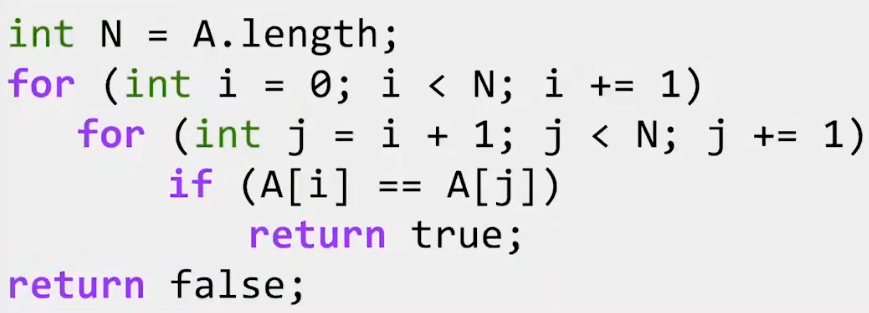 int N = A.length;
for (int i = 0; i < N; i += 1)
   for (int j = i + 1; j < N; j += 1)
      if (A[i] == A[j])
         return true;
return false;